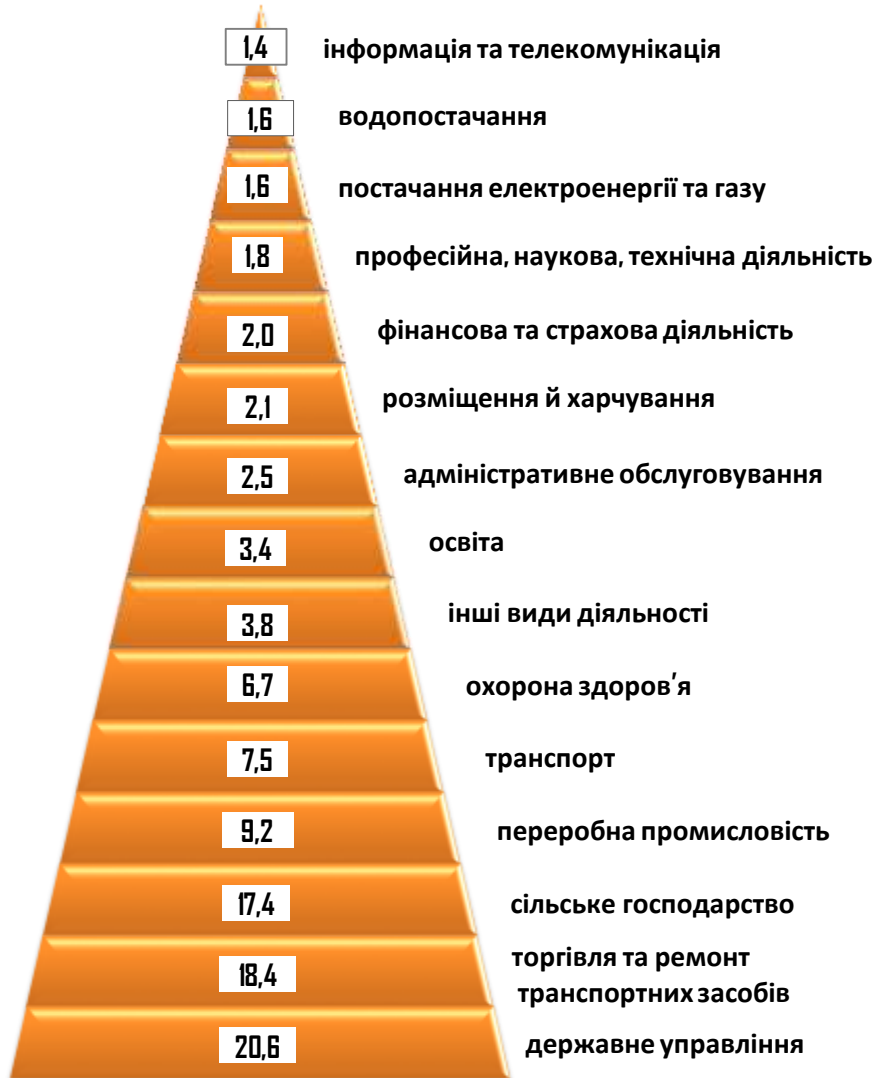 1,4 інформація та телекомунікація
1,6 водопостачання
1,6 постачання електроенергії та газу
1,8 професійна, наукова, технічна діяльність
2,0 фінансова та страхова діяльність
2,1 розміщення й харчування
2,5 адміністративне обслуговування
3,4 освіта
3,8 інші види діяльності
6,7 охорона здоров'я
7,5 транспорт
9,2 переробна промисловість
17,4 сільське господарство
18,4 торгівля та ремонт
транспортних засобів
20,6 державне управління